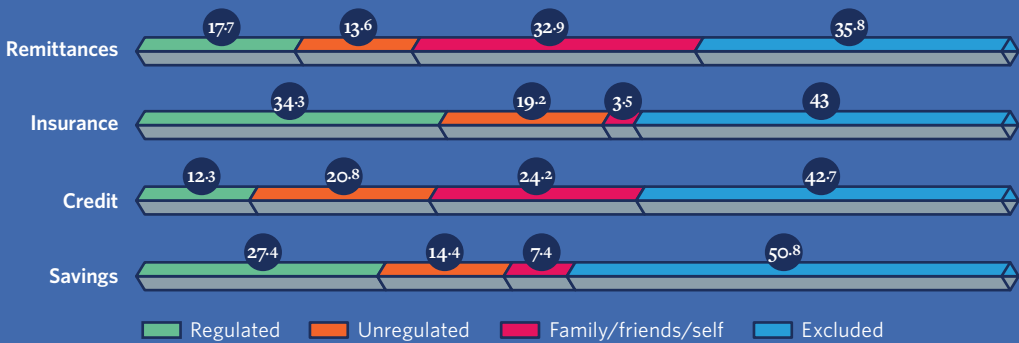 17.7 13.6 32.9 35.8
Remittances
34.3 19.2 3.5 43
Insurance
12.3 20.8 24.2 42.7
Credit
27.4 14.4 7.4 50.8
Savings
Regulated Unregulated Family/friends/self Excluded